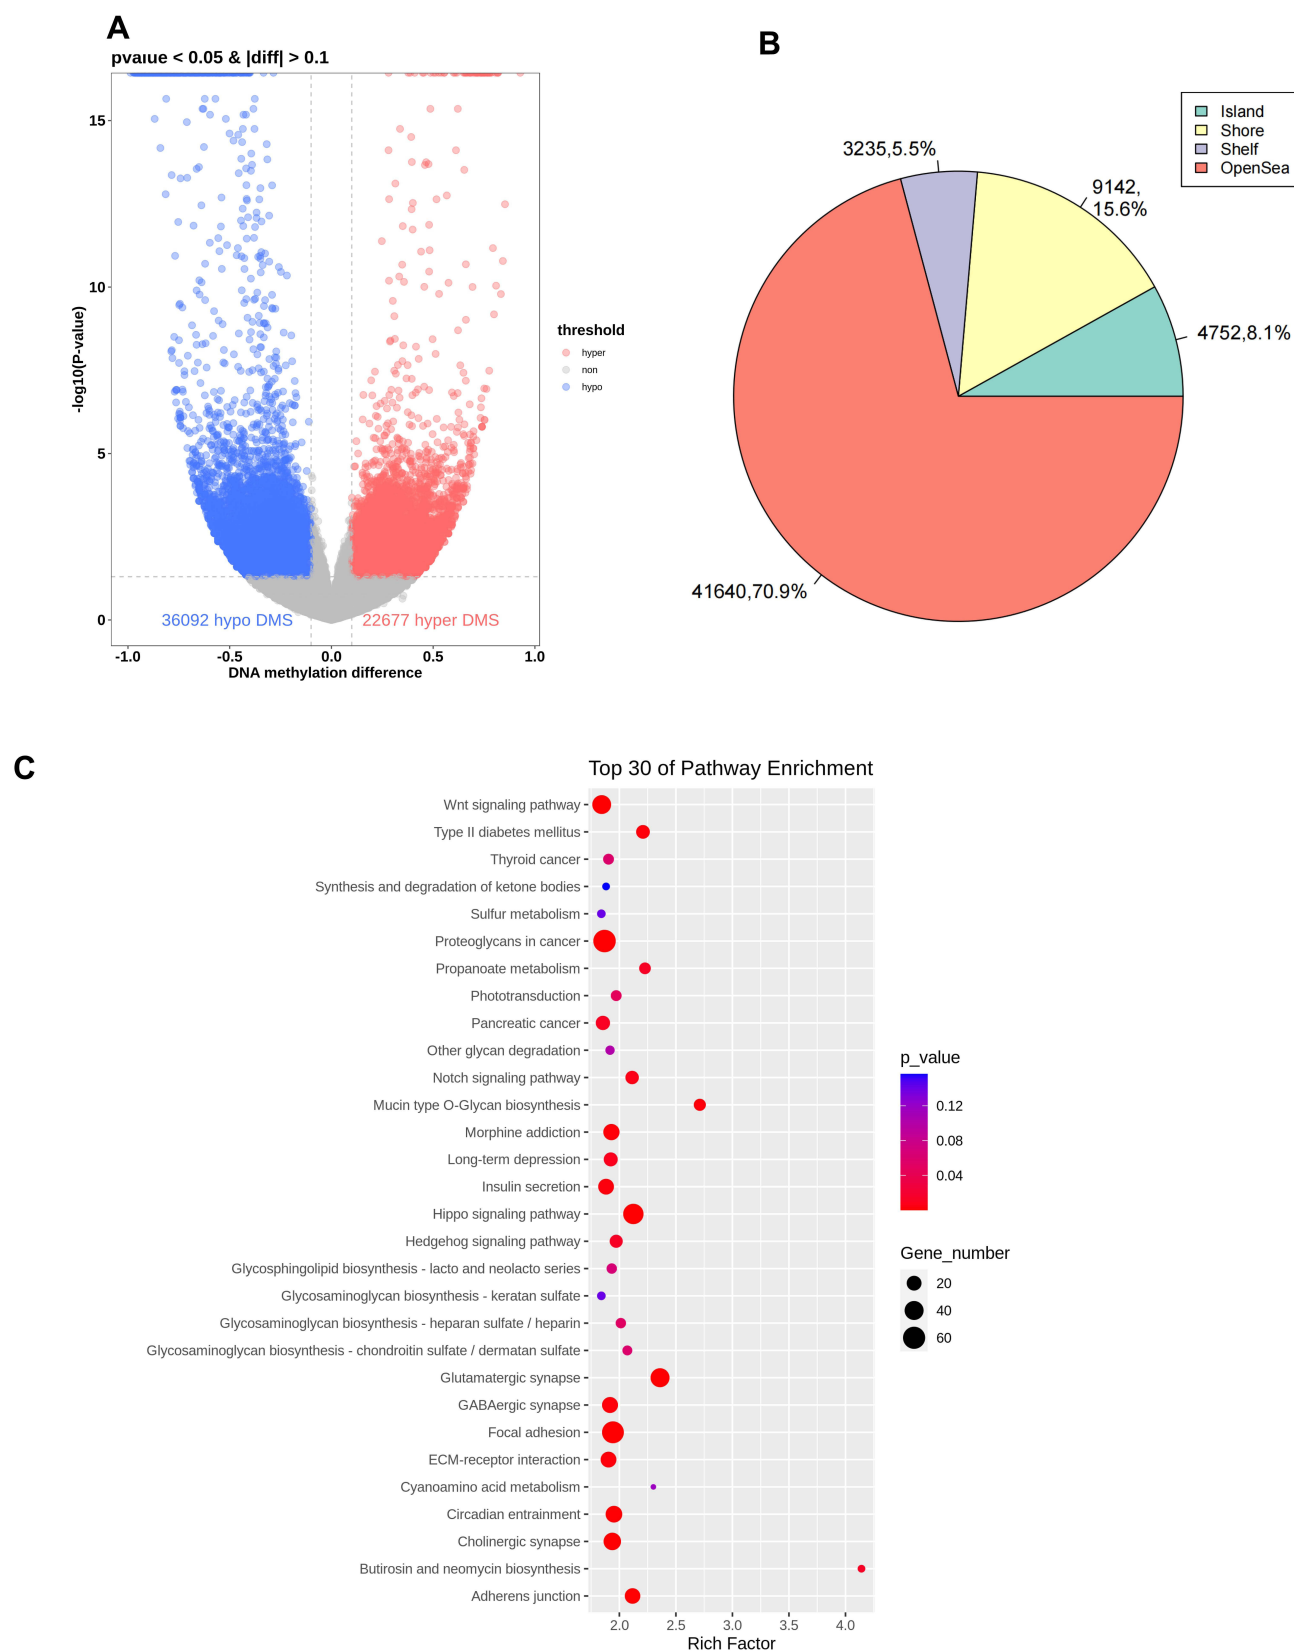 A
pvalue < 0.05 & |diff| > 0.1
15
10
5
0
-log10(P-value)
36092 hypo DMS
22677 hyper DMS
-1.0
-0.5
0.0
0.5
1.0
DNA methylation difference
threshold
hyper
non
hypo
B
Island
Shore
Shelf
OpenSea
3235,5.5%
9142,
15.6%
4752,8.1%
41640,70.9%
C
Top 30 of Pathway Enrichment
Wnt signaling pathway
Type II diabetes mellitus
Thyroid cancer
Synthesis and degradation of ketone bodies
Sulfur metabolism
Proteoglycans in cancer
Propanoate metabolism
Phototransduction
Pancreatic cancer
Other glycan degradation
Notch signaling pathway
Mucin type O-Glycan biosynthesis
Morphine addiction
Long-term depression
Insulin secretion
Hippo signaling pathway
Hedgehog signaling pathway
Glycosphingolipid biosynthesis - lacto and neolacto series
Glycosaminoglycan biosynthesis - keratan sulfate
Glycosaminoglycan biosynthesis - heparan sulfate / heparin
Glycosaminoglycan biosynthesis - chondroitin sulfate / dermatan sulfate
Glutamatergic synapse
GABAergic synapse
Focal adhesion
ECM-receptor interaction
Cyanoamino acid metabolism
Circadian entrainment
Cholinergic synapse
Butirosin and neomycin biosynthesis
Adherens junction
2.0
2.5
3.0
3.5
4.0
Rich Factor
p_value
0.12
0.08
0.04
Gene_number
20
40
60